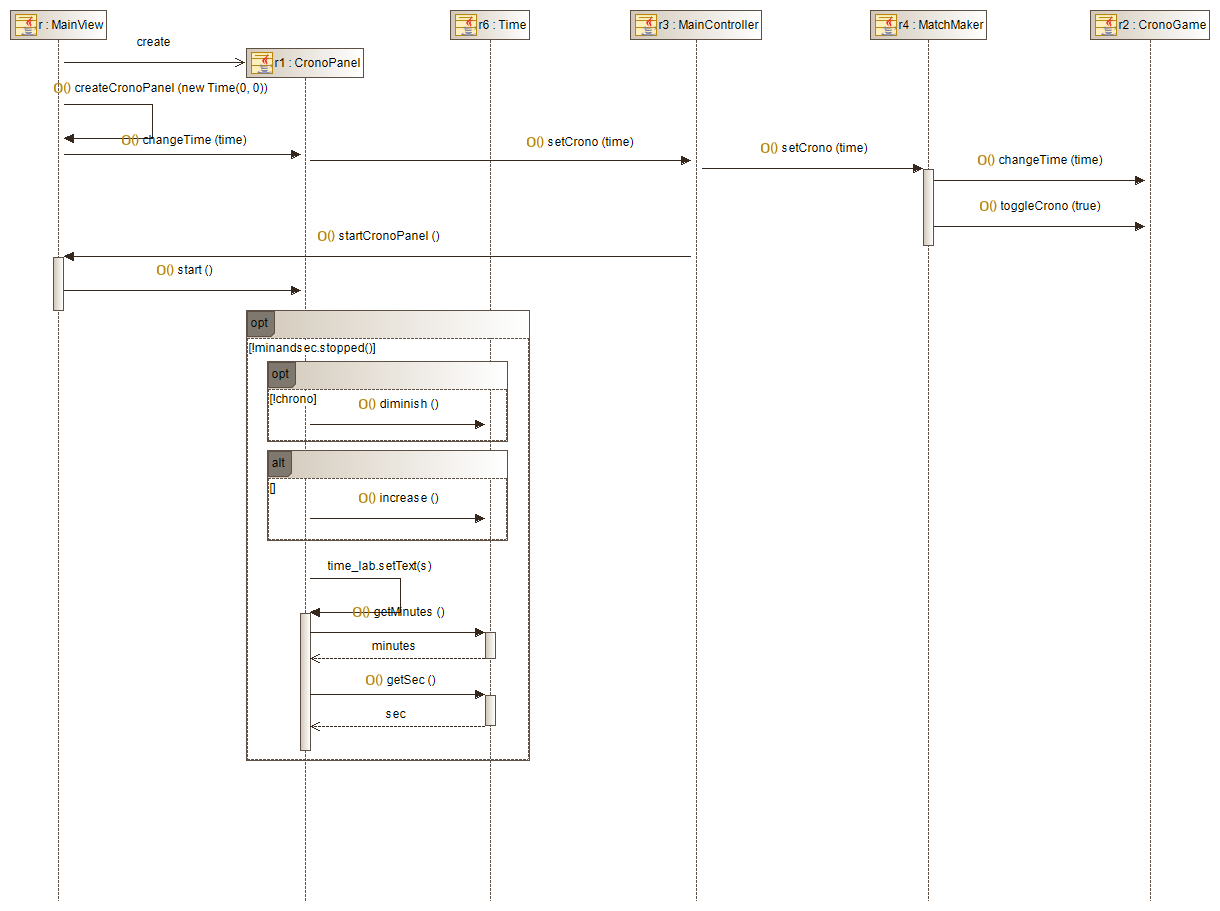 r : MainView
r6 : Time
r3 : MainController
r4 : MatchMaker
r2 : CronoGame
create
r1 : CronoPanel
O() createCronoPanel (new Time(0, 0))
O() changeTime (time)
O() setCrono (time)
O() setCrono (time)
O() changeTime (time)
O() toggleCrono (true)
O() startCronoPanel ()
O() start ()
opt
[!minandsec.stopped()]
opt
[!chrono]
O() diminish ()
alt
[]
O() increase ()
time_lab.setText(s)
O() getMinutes ()
minutes
O() getSec ()
sec